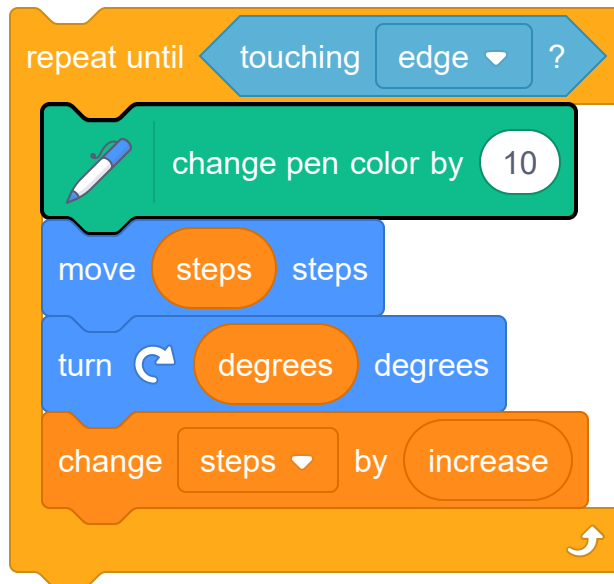 repeat until touching edge ?
change pen color by 10
move steps steps
turn degrees degrees
change steps by increase